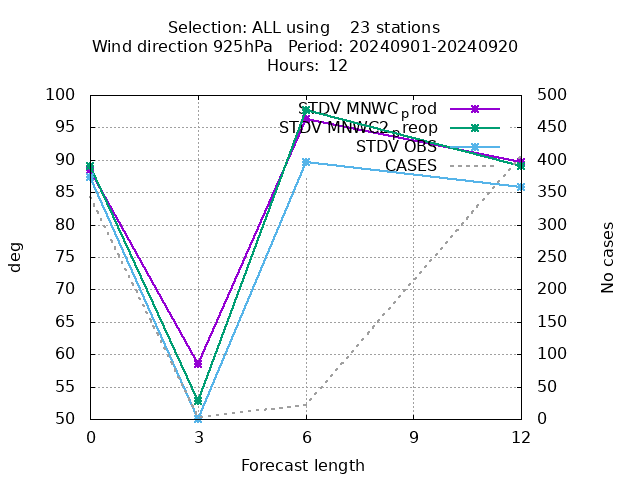 Selection: ALL using    23 stations
Wind direction 925hPa   Period: 20240901-20240920
Hours: 12
STDV MNWCprod
STDV MNWC2preop
STDV OBS
CASES
deg
No cases
100
95
90
85
80
75
70
65
60
55
50
500
450
400
350
300
250
200
150
100
50
0
0 3 6 9 12
Forecast length